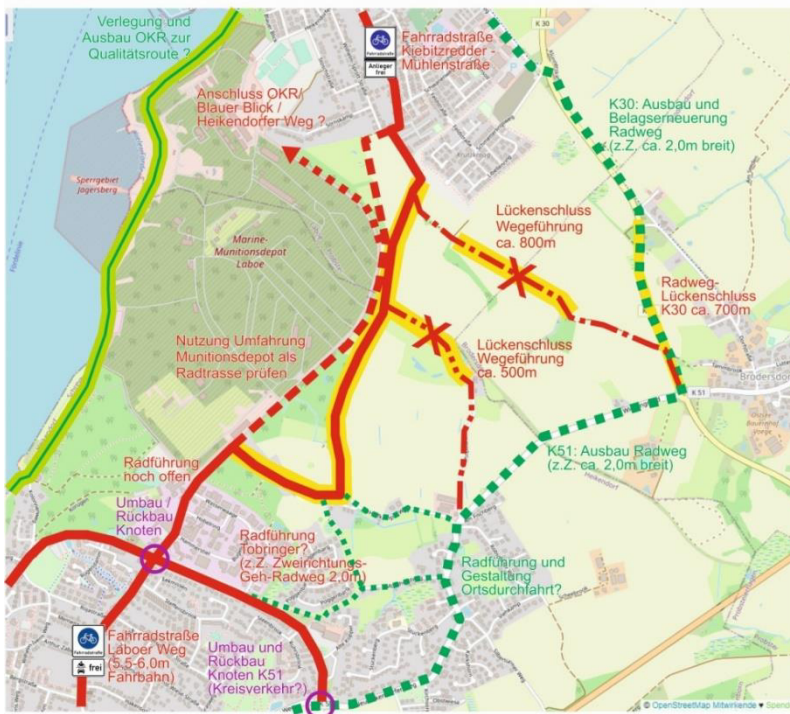 Verlegung und
Ausbau OKR zur
Qualitätsroute ?
K 30
Fahrradstraße
Anlieger
frei
Fahrradstraße
Kiebitzredder -
Mühlenstraße
Anschluss OKR/
Blauer Blick /
Heikendorfer Weg ?
K30: Ausbau und
Belagserneuerung
Radweg
(z.Z. ca. 2,0m breit)
Sperrgebiet
Jägersberg
Marine-
Munitionsdepot
Laboe
Lückenschluss
Wegeführung
ca. 800m
Radweg-
Lückenschluss
K30 ca. 700m
Nutzung Umfahrung
Munitionsdepot als
Radtrasse prüfen
Lückenschluss
Wegeführung
ca. 500m
Brodersdorf
K 51
K51: Ausbau Radweg
(z.Z. ca. 2,0m breit)
Heikendorf
Radführung
hoch offen
Umbau /
Rückbau
Knoten
Radführung
Tobringer?
(z.Z. Zweirichtungs-
Geh-Radweg 2,0m)
Radführung und
Gestaltung
Ortsdurchfahrt?
Fahrradstraße
frei
Fahrradstraße
Laboer Weg
(5,5-6,0m
Fahrbahn)
Umbau und
Rückbau
Knoten K51
(Kreisverkehr?)
© OpenStreetMap Mitwirkende ♥ Spend